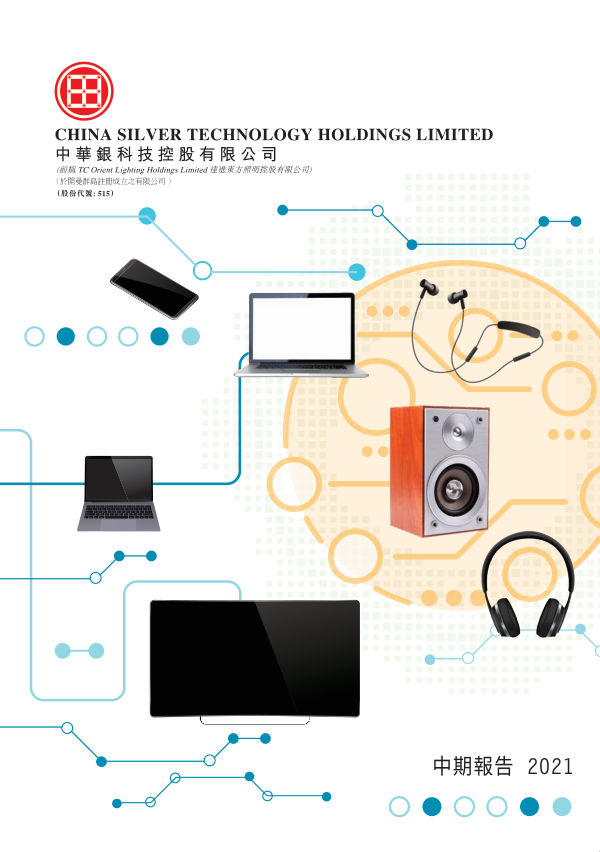 CHINA SILVER TECHNOLOGY HOLDINGS LIMITED
中華銀科技控股有限公司
(前稱 TC Orient Lighting Holdings Limited 達進東方照明控股有限公司)
(於開曼群島註冊成立之有限公司)
(股份代號: 515)
中期報告 2021